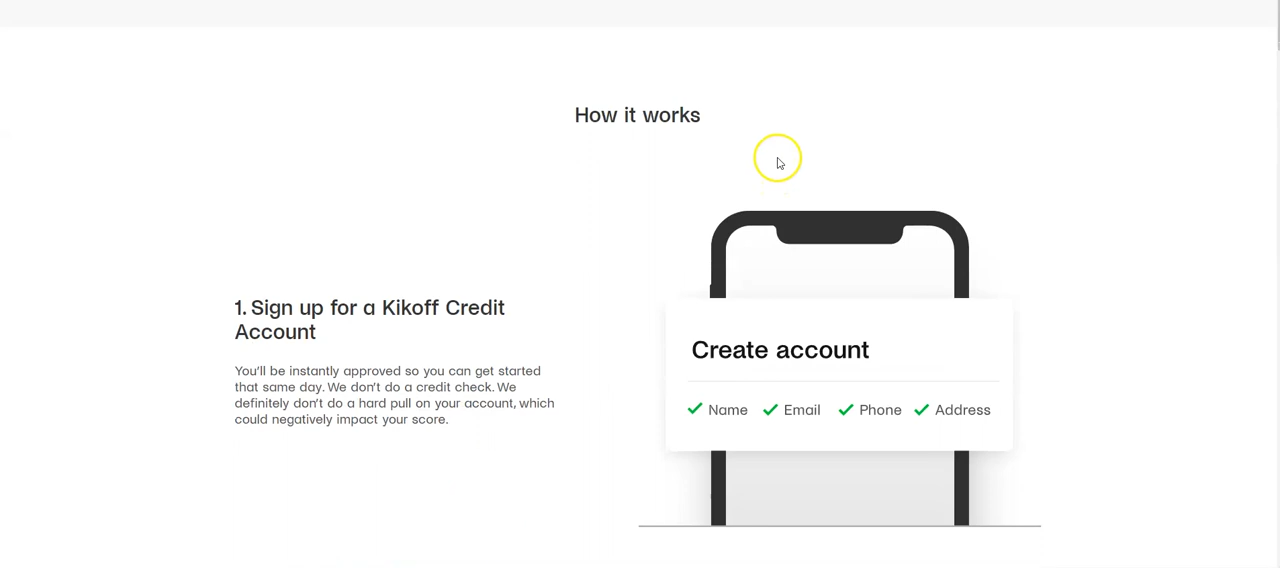 How it works
1. Sign up for a Kikoff Credit
Account
You'll be instantly approved so you can get started
that same day. We don't do a credit check. We
definitely don't do a hard pull on your account, which
could negatively impact your score.
Create account
Name Email Phone Address